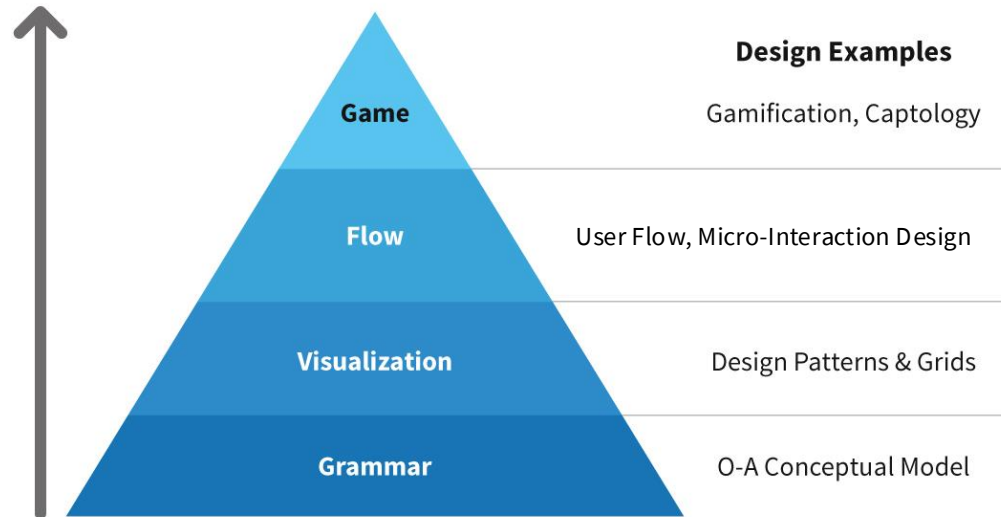 Design Examples
Game
Gamification, Captology
Flow
User Flow, Micro-Interaction Design
Visualization
Design Patterns & Grids
Grammar
O-A Conceptual Model